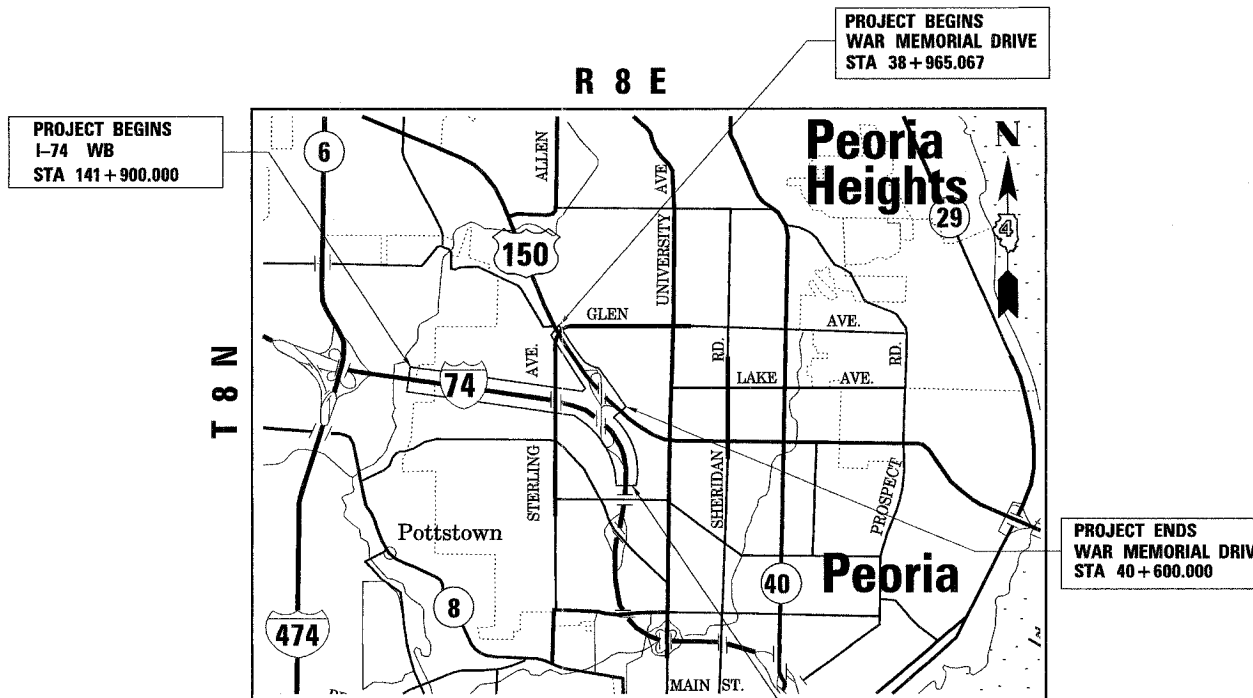 PROJECT BEGINS
WAR MEMORIAL DRIVE
STA 38+965.067
R 8 E
PROJECT BEGINS
I-74 WB
STA 141+900.000
6
ALLEN
AVE.
Peoria
Heights
N
29
4
150
UNIVERSITY
GLEN
AVE.
T 8 N
AVE.
RD.
RD.
74
LAKE
AVE.
STERLING
SHERIDAN
PROSPECT
Pottstown
PROJECT ENDS
WAR MEMORIAL DRIV
STA 40+600.000
40
Peoria
8
474
MAIN ST.